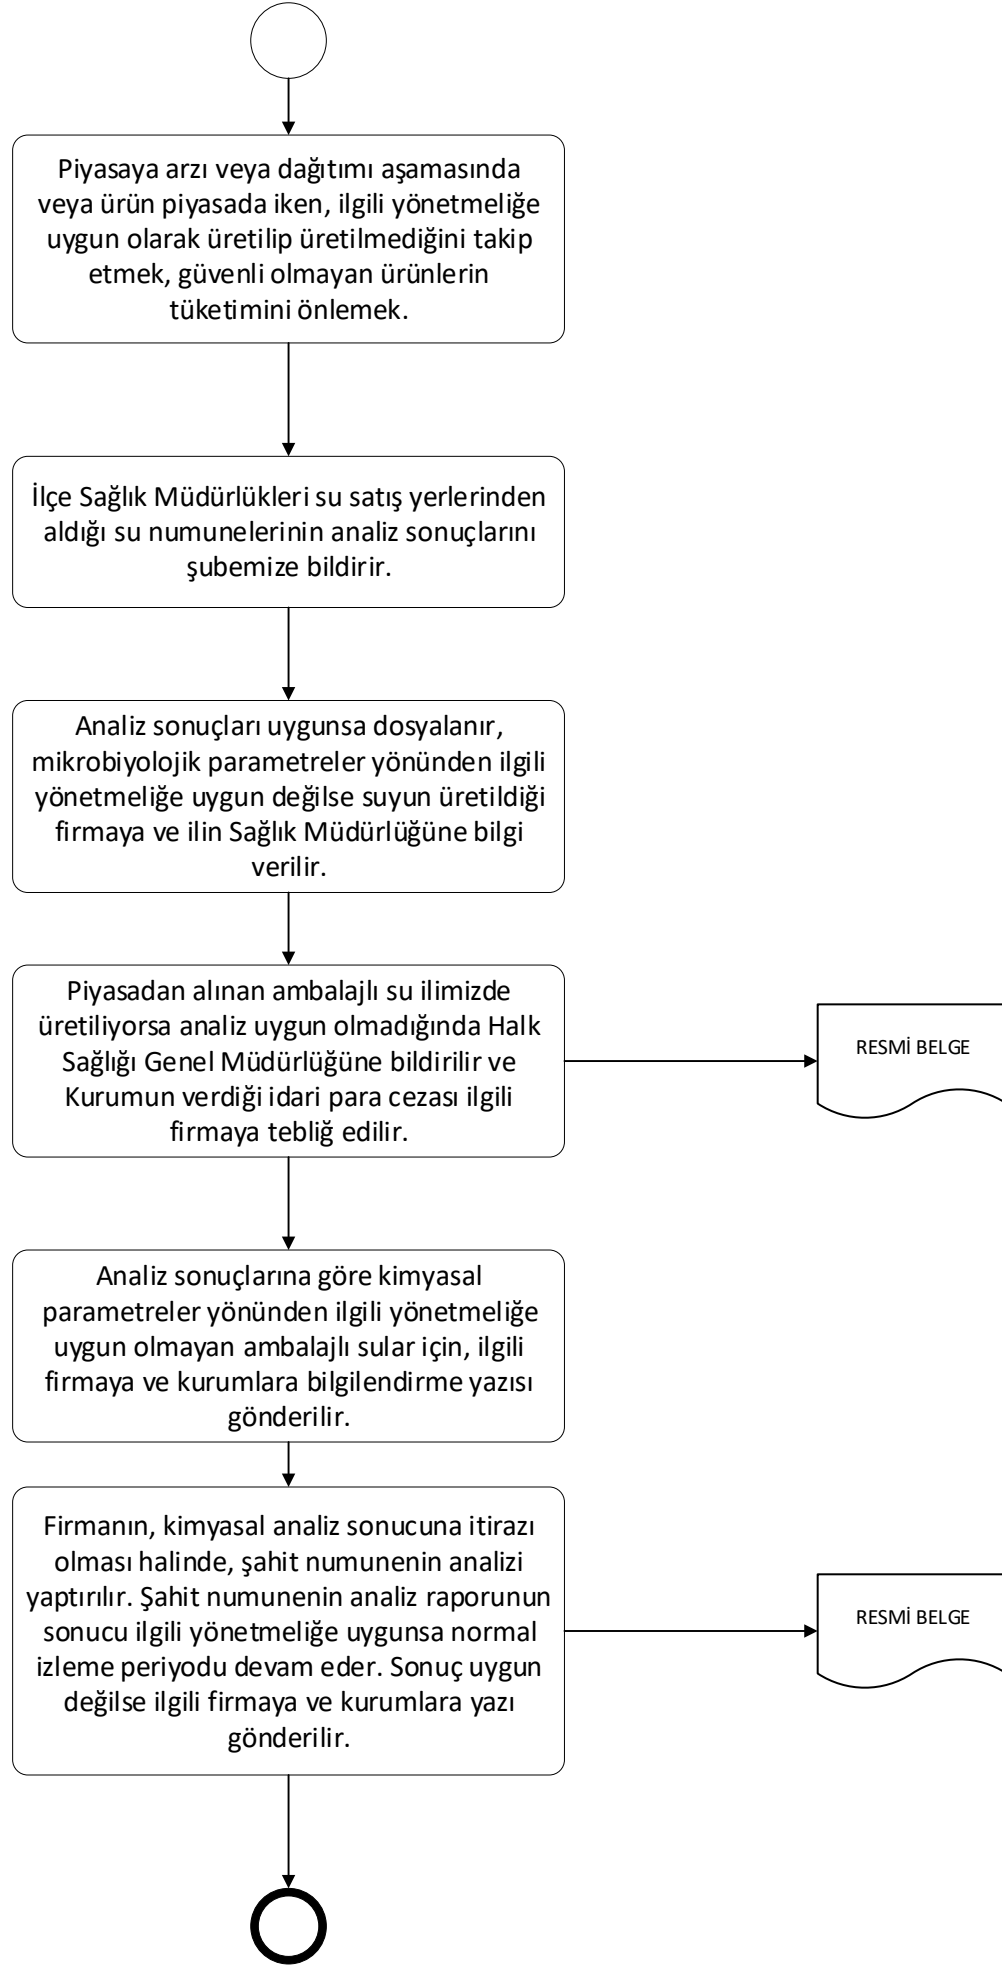 Piyasaya arzı veya dağıtımı aşamasında
veya ürün piyasada iken, ilgili yönetmeliğe
uygun olarak üretilip üretilmediğini takip
etmek, güvenli olmayan ürünlerin
tüketimini önlemek.
İlçe Sağlık Müdürlükleri su satış yerlerinden
aldığı su numunelerinin analiz sonuçlarını
şubemize bildirir.
Analiz sonuçları uygunsa dosyalanır,
mikrobiyolojik parametreler yönünden ilgili
yönetmeliğe uygun değilse suyun üretildiği
firmaya ve ilin Sağlık Müdürlüğüne bilgi
verilir.
Piyasadan alınan ambalajlı su ilimizde
üretiliyorsa analiz uygun olmadığında Halk
Sağlığı Genel Müdürlüğüne bildirilir ve
Kurumun verdiği idari para cezası ilgili
firmaya tebliğ edilir.
RESMİ BELGE
Analiz sonuçlarına göre kimyasal
parametreler yönünden ilgili yönetmeliğe
uygun olmayan ambalajlı sular için, ilgili
firmaya ve kurumlara bilgilendirme yazısı
gönderilir.
Firmanın, kimyasal analiz sonucuna itirazı
olması halinde, şahit numunenin analizi
yaptırılır. Şahit numunenin analiz raporunun
sonucu ilgili yönetmeliğe uygunsa normal
izleme periyodu devam eder. Sonuç uygun
değilse ilgili firmaya ve kurumlara yazı
gönderilir.
RESMİ BELGE